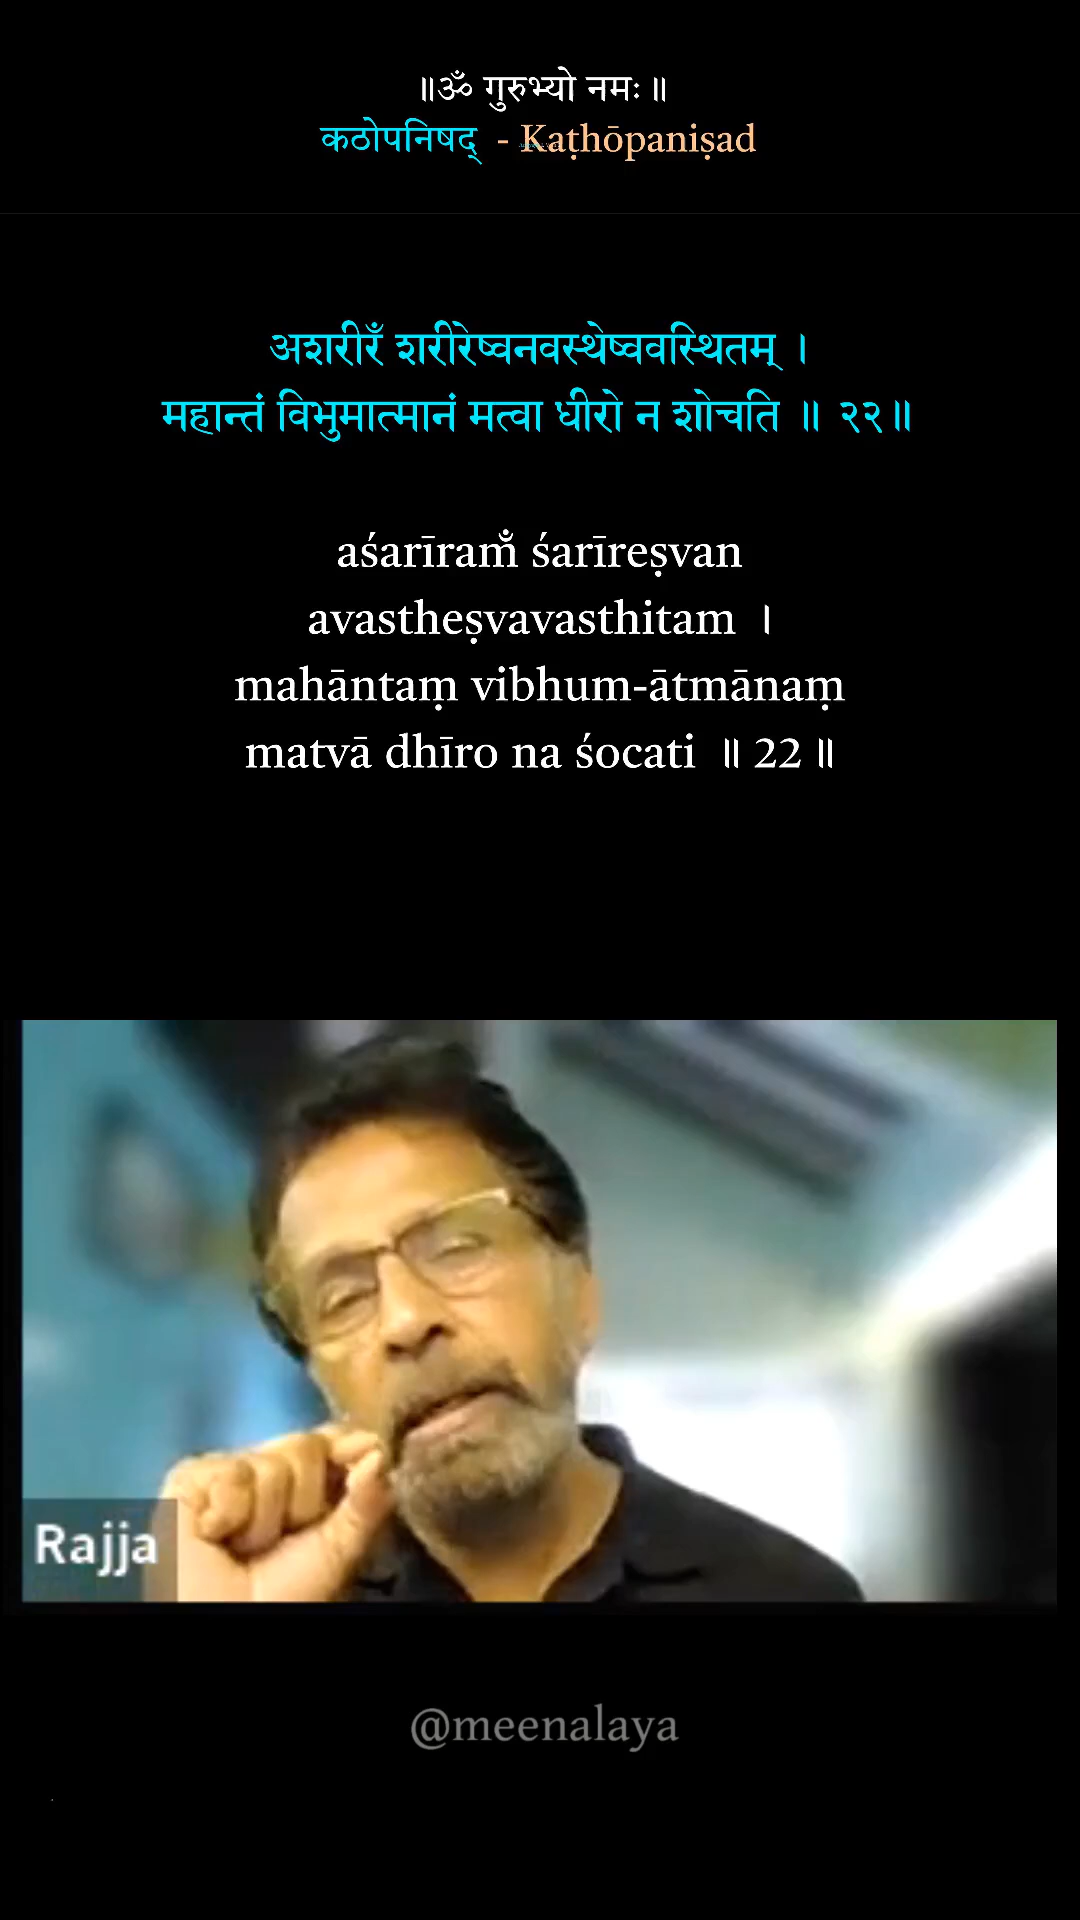 ॥ॐ गुरुभ्यो नमः॥
कठोपनिषद् - Kaṭhōpaniṣad
अशरीरँ शरीरेष्वनवस्थेष्ववस्थितम् ।
महान्तं विभुमात्मानं मत्वा धीरो न शोचति ॥ २२॥
aśarīram̐ śarīreṣvan
avastheṣvavasthitam ।
mahāntaṃ vibhum-ātmānaṃ
matvā dhīro na śocati ॥ 22॥
Rajja
@meenalaya